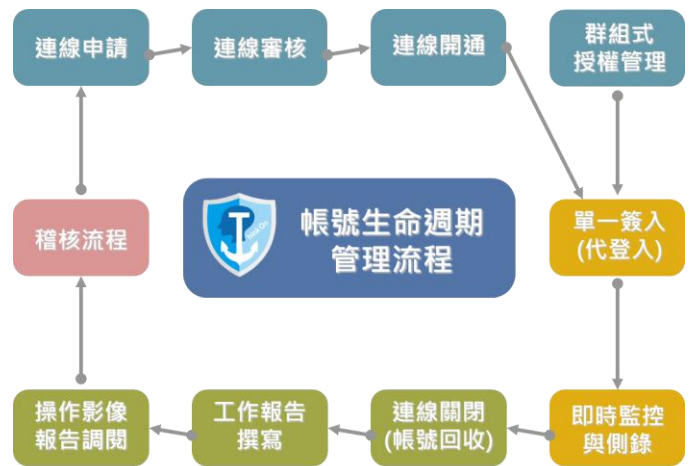 連線申請
連線審核
連線開通
群組式
授權管理
稽核流程
帳號生命週期
管理流程
單一簽入
(代登入)
操作影像
報告調閱
工作報告
撰寫
連線關閉
(帳號回收)
即時監控
與側錄